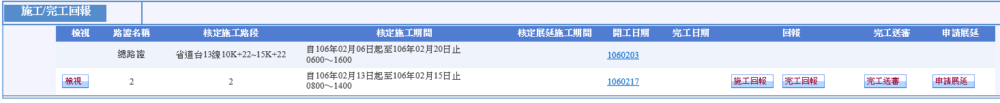 施工/完工回報
檢視 路證名稱 核定施工路段 核定施工期間 核定展延施工期間 開工日期 完工日期 回報 完工送審 申請展延
總路證 省道台13線10K+22~15K+22 自106年02月06日起至106年02月20日止 1060203
0600～1600
檢視 2 2 自106年02月13日起至106年02月15日止 1060217 施工回報 完工回報 完工送審 申請展延
0800～1400